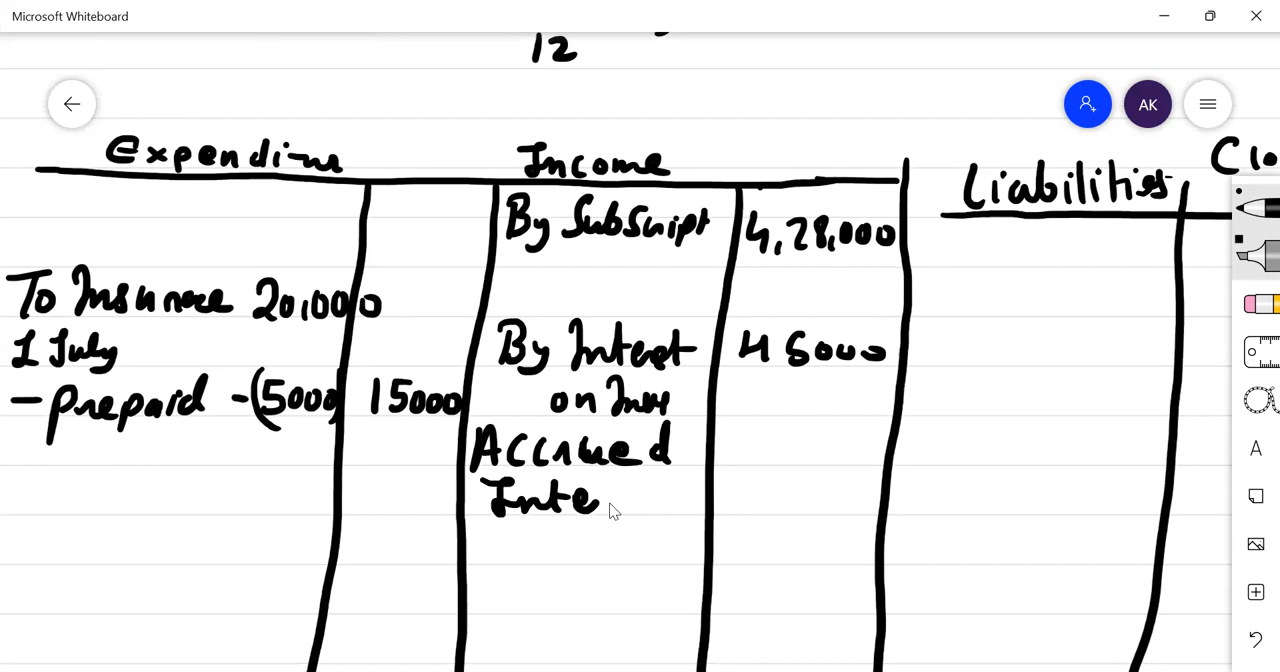 Microsoft Whiteboard
12
AK
Expenditure Income
Liabilities Clo
By Subscript 4,28,000
To Insurance 20,000
1 July
By Interest 45000
- prepaid -(5000) 15000
on Inv
Accrued
Inte
A